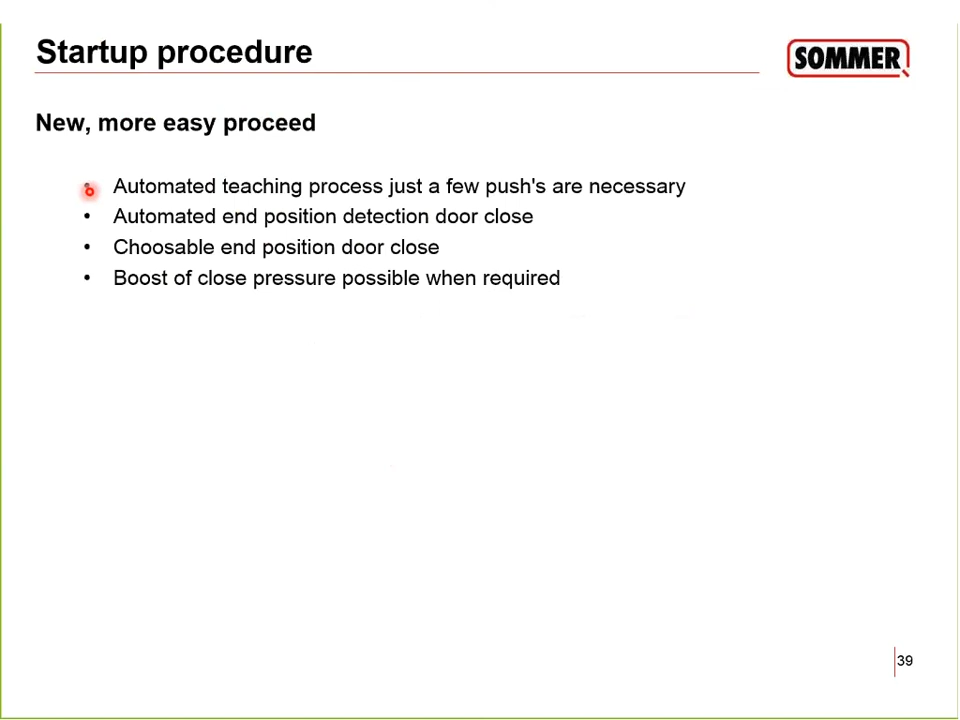 Startup procedure
SOMMER
New, more easy proceed
• Automated teaching process just a few push's are necessary
• Automated end position detection door close
• Choosable end position door close
• Boost of close pressure possible when required
39